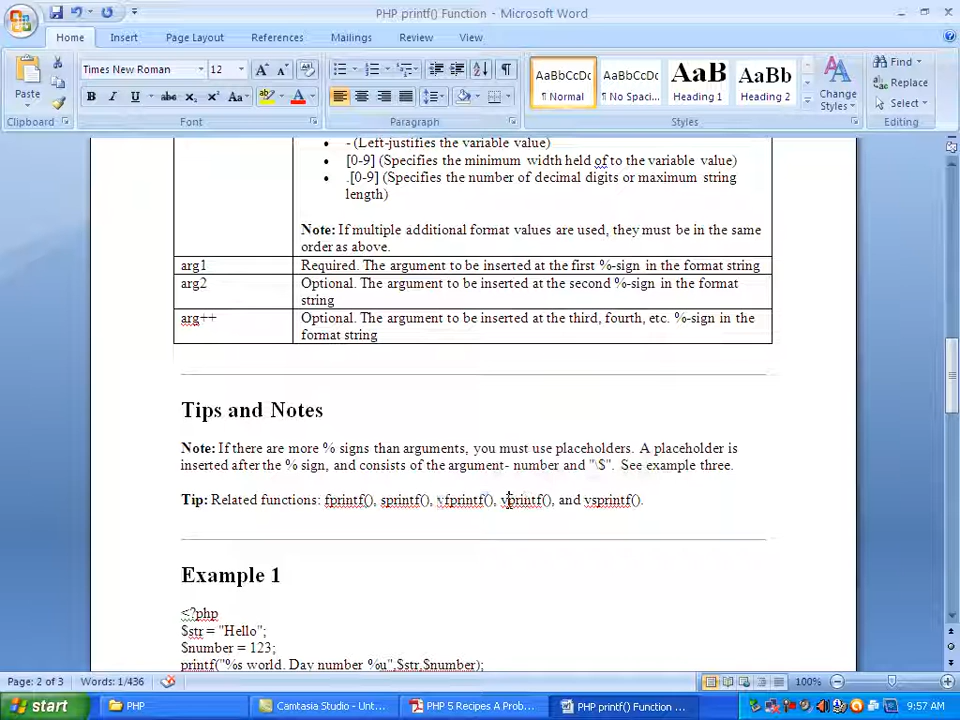 PHP printf() Function - Microsoft Word
Home Insert Page Layout References Mailings Review View
Times New Roman 12
AaBbCcDc AaBbCcDc AaB AaBb
Paste
¶ Normal ¶ No Spaci... Heading 1 Heading 2
Change Styles
Find
Replace
Select
Clipboard Font Paragraph Styles Editing
- (Left-justifies the variable value)
[0-9] (Specifies the minimum width held of to the variable value)
.[0-9] (Specifies the number of decimal digits or maximum string
length)
Note: If multiple additional format values are used, they must be in the same
order as above.
arg1 Required. The argument to be inserted at the first %-sign in the format string
arg2 Optional. The argument to be inserted at the second %-sign in the format
string
arg++ Optional. The argument to be inserted at the third, fourth, etc. %-sign in the
format string
Tips and Notes
Note: If there are more % signs than arguments, you must use placeholders. A placeholder is
inserted after the % sign, and consists of the argument- number and "\$". See example three.
Tip: Related functions: fprintf(), sprintf(), vfprintf(), vprintf(), and vsprintf().
Example 1
<?php
$str = "Hello";
$number = 123;
printf("%s world. Day number %u",$str,$number);
Page: 2 of 3 Words: 1/436 100%
start PHP Camtasia Studio - Unt... PHP 5 Recipes A Prob... PHP printf() Function ... 9:57 AM